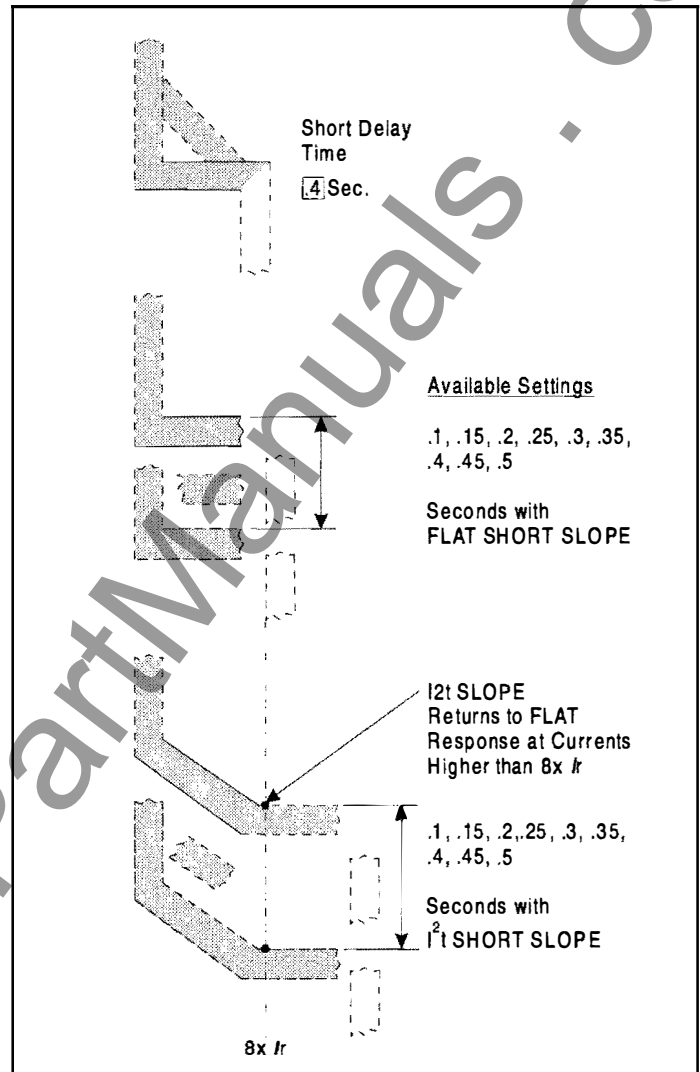 Short Delay
Time
.4 Sec.
Available Settings
.1, .15, .2, .25, .3, .35,
.4, .45, .5
Seconds with
FLAT SHORT SLOPE
I2t SLOPE
Returns to FLAT
Response at Currents
Higher than 8x Ir
.1, .15, .2,.25, .3, .35,
.4, .45, .5
Seconds with
I²t SHORT SLOPE
8x Ir
PartManuals . co